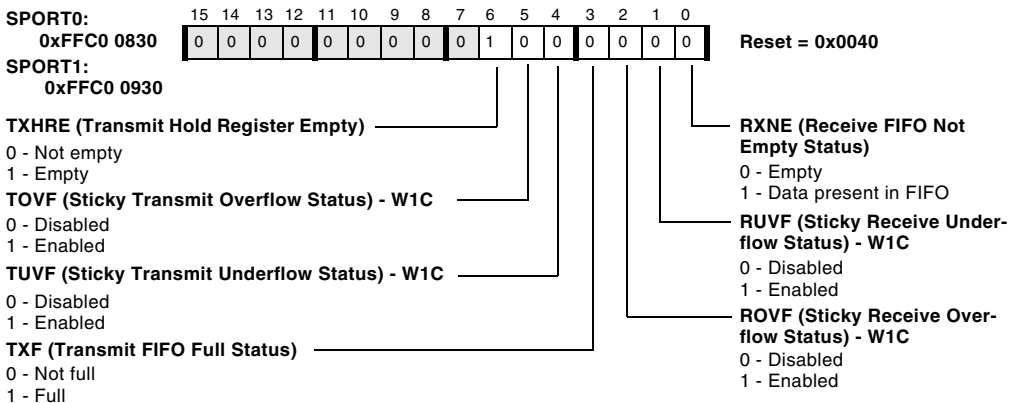 SPORT0:
0xFFC0 0830
SPORT1:
0xFFC0 0930
15 14 13 12 11 10 9 8 7 6 5 4 3 2 1 0
0 0 0 0 0 0 0 0 0 1 0 0 0 0 0 0
Reset = 0x0040
TXHRE (Transmit Hold Register Empty)
0 - Not empty
1 - Empty
TOVF (Sticky Transmit Overflow Status) - W1C
0 - Disabled
1 - Enabled
TUVF (Sticky Transmit Underflow Status) - W1C
0 - Disabled
1 - Enabled
TXF (Transmit FIFO Full Status)
0 - Not full
1 - Full
RXNE (Receive FIFO Not
Empty Status)
0 - Empty
1 - Data present in FIFO
RUVF (Sticky Receive Under-
flow Status) - W1C
0 - Disabled
1 - Enabled
ROVF (Sticky Receive Over-
flow Status) - W1C
0 - Disabled
1 - Enabled